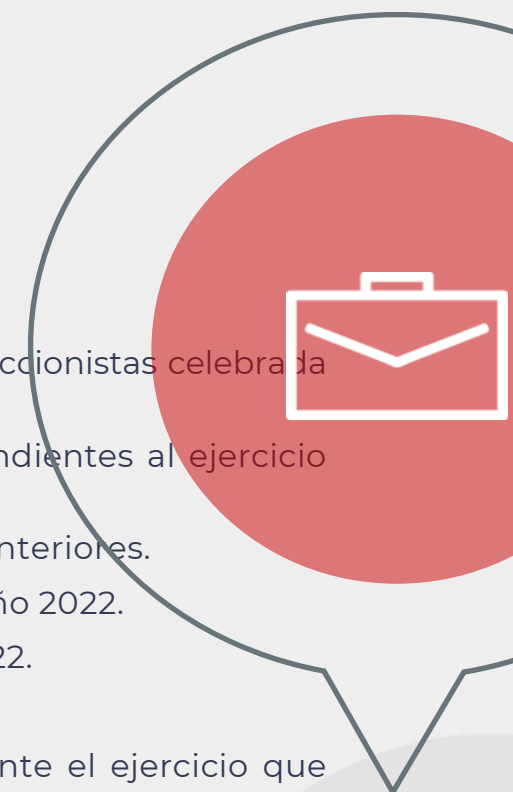 ccionistas celebrada
ndientes al ejercicio
nteriores.
ño 2022.
22.
nte el ejercicio que